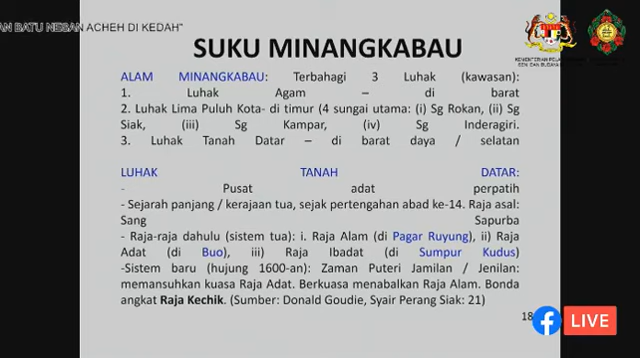 AN BATU NESAN ACHEH DI KEDAH"
SUKU MINANGKABAU
ALAM MINANGKABAU: Terbahagi 3 Luhak (kawasan):
1. Luhak Agam – di barat
2. Luhak Lima Puluh Kota- di timur (4 sungai utama: (i) Sg Rokan, (ii) Sg
Siak, (iii) Sg Kampar, (iv) Sg Inderagiri.
3. Luhak Tanah Datar – di barat daya / selatan
LUHAK TANAH DATAR:
- Pusat adat perpatih
- Sejarah panjang / kerajaan tua, sejak pertengahan abad ke-14. Raja asal:
Sang Sapurba
- Raja-raja dahulu (sistem tua): i. Raja Alam (di Pagar Ruyung), ii) Raja
Adat (di Buo), iii) Raja Ibadat (di Sumpur Kudus)
-Sistem baru (hujung 1600-an): Zaman Puteri Jamilan / Jenilan:
memansuhkan kuasa Raja Adat. Berkuasa menabalkan Raja Alam. Bonda
angkat Raja Kechik. (Sumber: Donald Goudie, Syair Perang Siak: 21)
18
LIVE